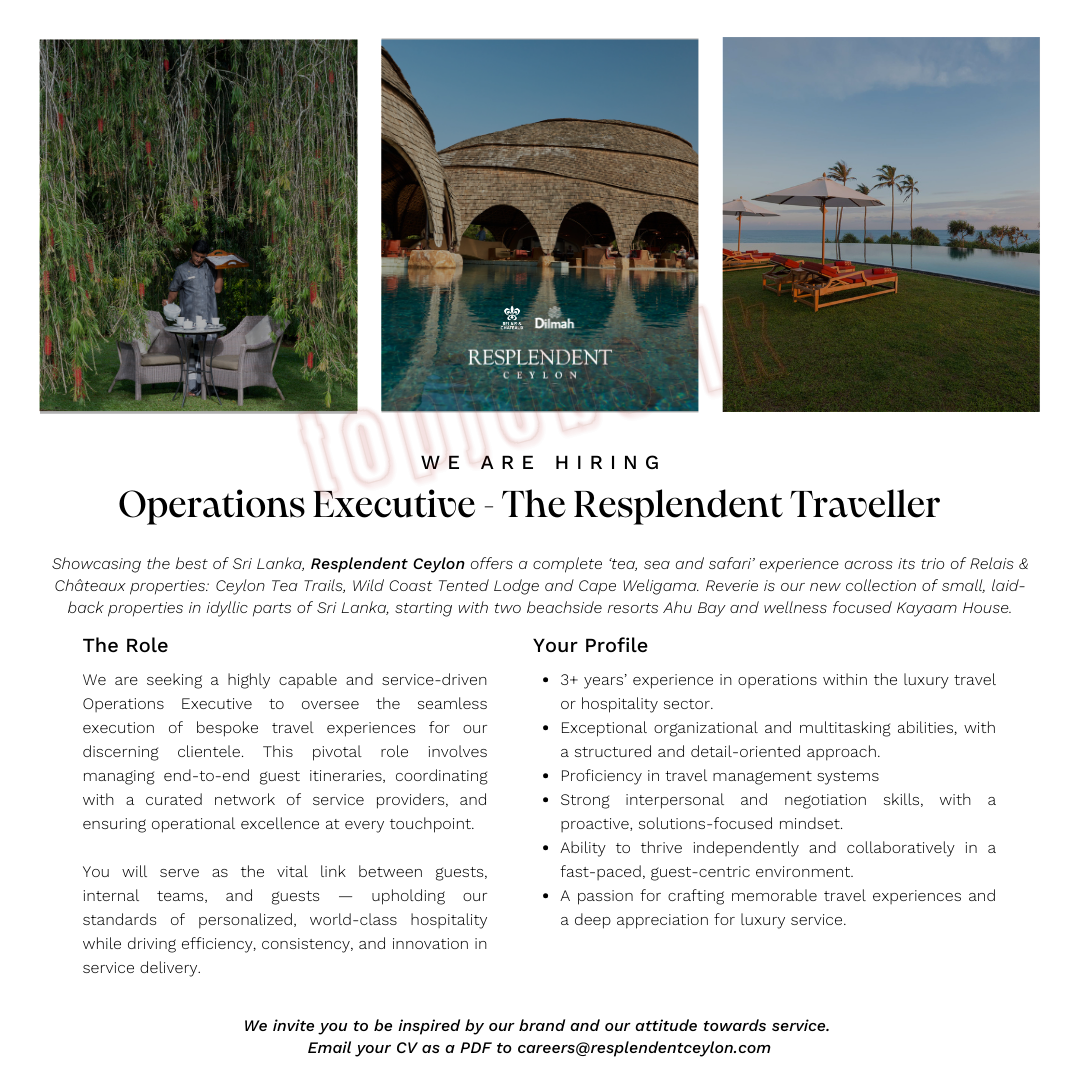 RELAIS &
CHATEAUX
Dilmah
RESPLENDENT
CEYLON
WE ARE HIRING
Operations Executive - The Resplendent Traveller
Showcasing the best of Sri Lanka, Resplendent Ceylon offers a complete ‘tea, sea and safari’ experience across its trio of Relais &
Châteaux properties: Ceylon Tea Trails, Wild Coast Tented Lodge and Cape Weligama. Reverie is our new collection of small, laid-
back properties in idyllic parts of Sri Lanka, starting with two beachside resorts Ahu Bay and wellness focused Kayaam House.
The Role
We are seeking a highly capable and service-driven
Operations Executive to oversee the seamless
execution of bespoke travel experiences for our
discerning clientele. This pivotal role involves
managing end-to-end guest itineraries, coordinating
with a curated network of service providers, and
ensuring operational excellence at every touchpoint.
You will serve as the vital link between guests,
internal teams, and guests — upholding our
standards of personalized, world-class hospitality
while driving efficiency, consistency, and innovation in
service delivery.
Your Profile
• 3+ years’ experience in operations within the luxury travel
or hospitality sector.
• Exceptional organizational and multitasking abilities, with
a structured and detail-oriented approach.
• Proficiency in travel management systems
• Strong interpersonal and negotiation skills, with a
proactive, solutions-focused mindset.
• Ability to thrive independently and collaboratively in a
fast-paced, guest-centric environment.
• A passion for crafting memorable travel experiences and
a deep appreciation for luxury service.
We invite you to be inspired by our brand and our attitude towards service.
Email your CV as a PDF to careers@resplendentceylon.com